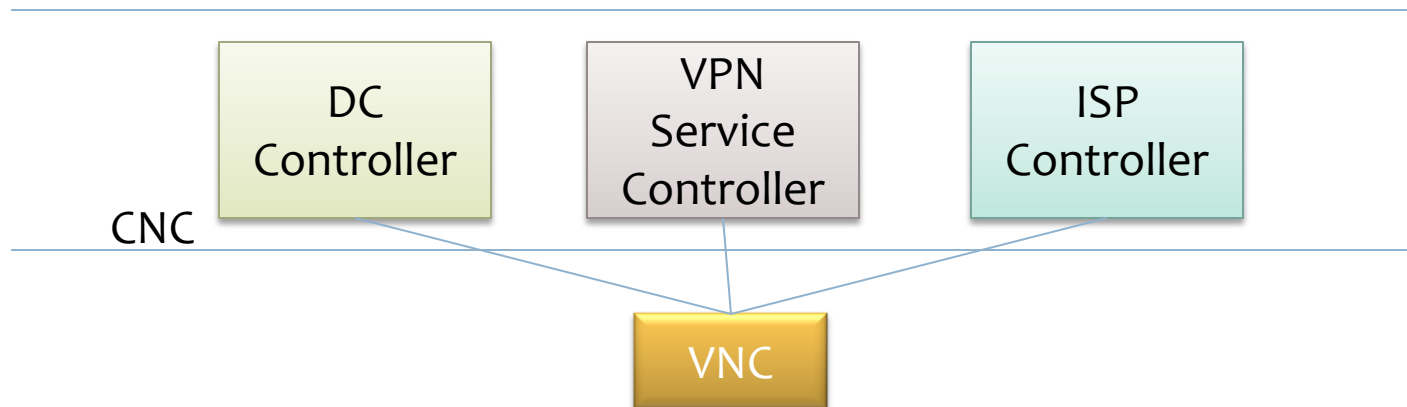 DC
Controller
VPN
Service
Controller
ISP
Controller
CNC
VNC